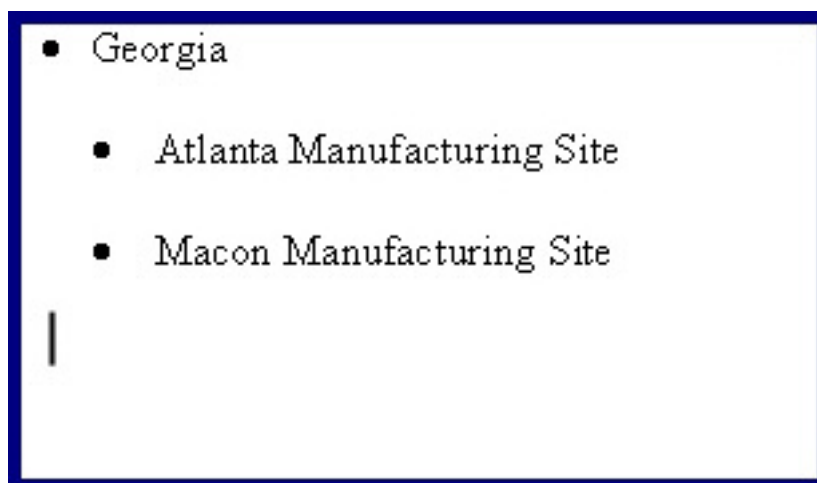 • Georgia
• Atlanta Manufacturing Site
• Macon Manufacturing Site